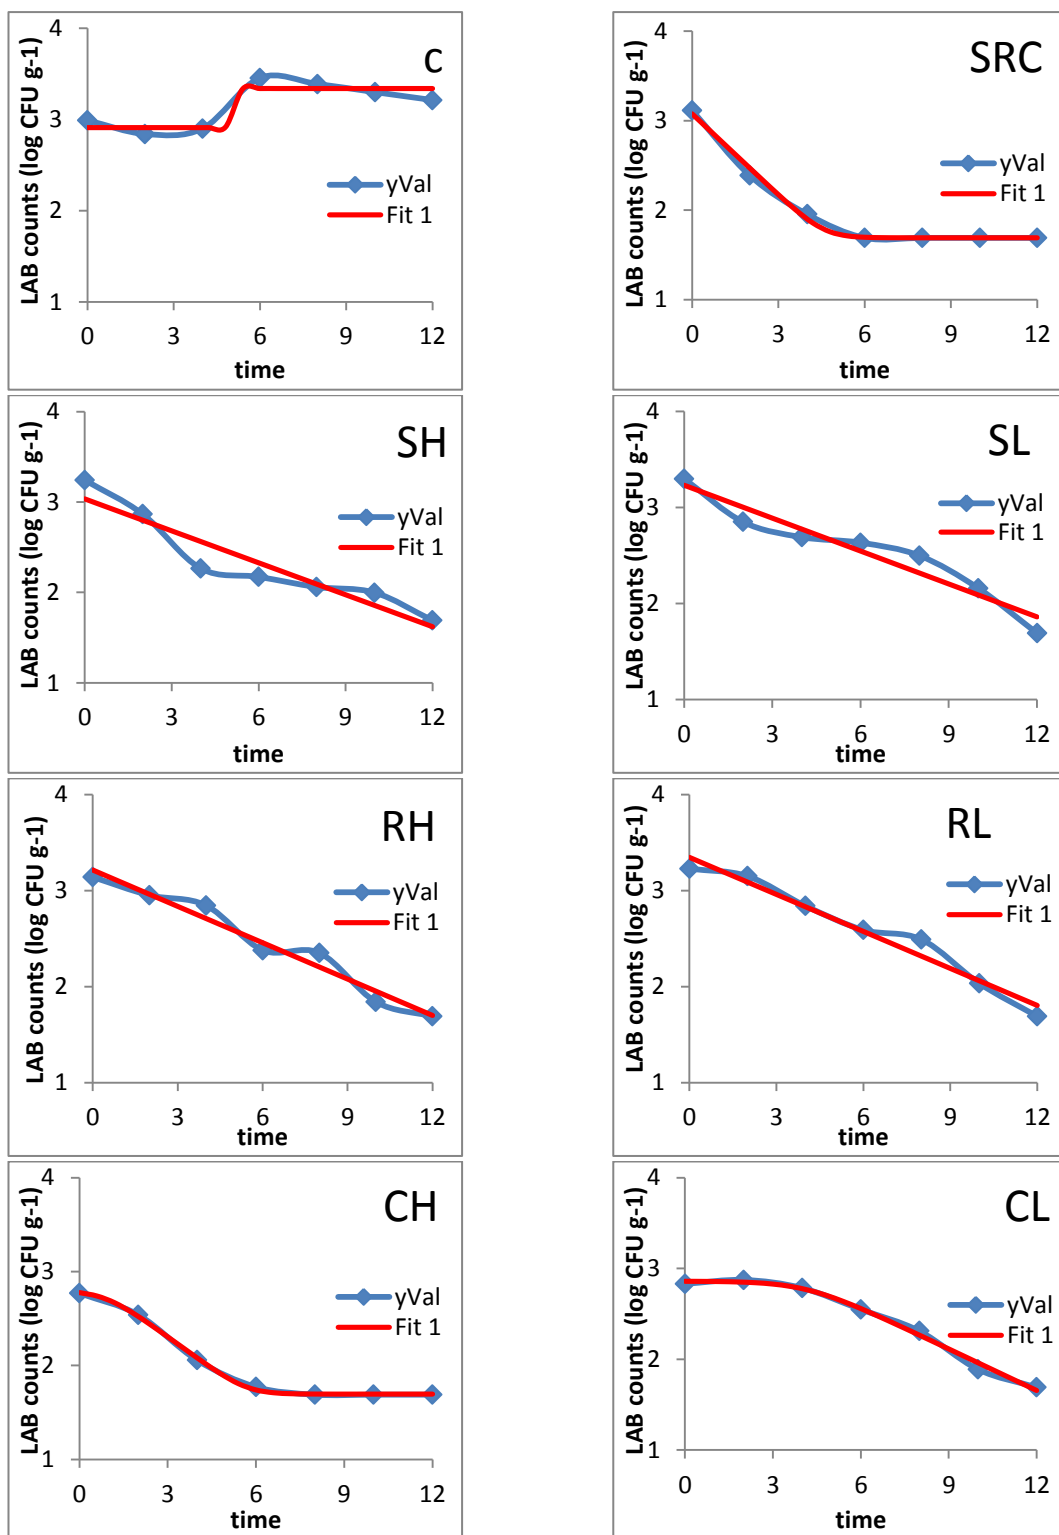 C
LAB counts (log CFU g-1)
4
3
2
1
0 3 6 9 12
time
yVal
Fit 1
SRC
LAB counts (log CFU g-1)
4
3
2
1
0 3 6 9 12
time
yVal
Fit 1
SH
LAB counts (log CFU g-1)
4
3
2
1
0 3 6 9 12
time
yVal
Fit 1
SL
LAB counts (log CFU g-1)
4
3
2
1
0 3 6 9 12
time
yVal
Fit 1
RH
LAB counts (log CFU g-1)
4
3
2
1
0 3 6 9 12
time
yVal
Fit 1
RL
LAB counts (log CFU g-1)
4
3
2
1
0 3 6 9 12
time
yVal
Fit 1
CH
LAB counts (log CFU g-1)
4
3
2
1
0 3 6 9 12
time
yVal
Fit 1
CL
LAB counts (log CFU g-1)
4
3
2
1
0 3 6 9 12
time
yVal
Fit 1